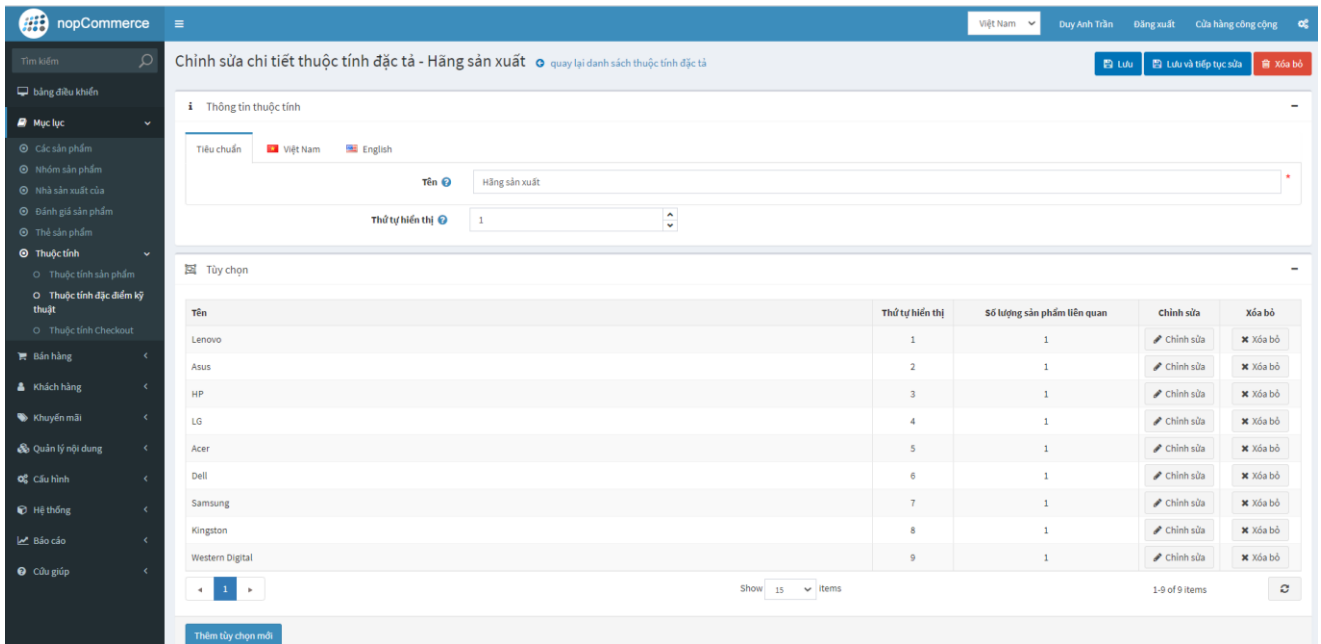 nopCommerce
Việt Nam
Duy Anh Trần
Đăng xuất
Cửa hàng công cộng
Tìm kiếm
Chỉnh sửa chi tiết thuộc tính đặc tả - Hãng sản xuất
quay lại danh sách thuộc tính đặc tả
Lưu
Lưu và tiếp tục sửa
Xóa bỏ
bảng điều khiển
Mục lục
Các sản phẩm
Nhóm sản phẩm
Nhà sản xuất của
Đánh giá sản phẩm
Thẻ sản phẩm
Thuộc tính
Thuộc tính sản phẩm
Thuộc tính đặc điểm kỹ
thuật
Thuộc tính Checkout
Bán hàng
Khách hàng
Khuyến mãi
Quản lý nội dung
Cấu hình
Hệ thống
Báo cáo
Cứu giúp
Thông tin thuộc tính
Tiêu chuẩn Việt Nam English
Tên Hãng sản xuất *
Thứ tự hiển thị 1
Tùy chọn
Tên Thứ tự hiển thị Số lượng sản phẩm liên quan Chỉnh sửa Xóa bỏ
Lenovo 1 1 Chỉnh sửa Xóa bỏ
Asus 2 1 Chỉnh sửa Xóa bỏ
HP 3 1 Chỉnh sửa Xóa bỏ
LG 4 1 Chỉnh sửa Xóa bỏ
Acer 5 1 Chỉnh sửa Xóa bỏ
Dell 6 1 Chỉnh sửa Xóa bỏ
Samsung 7 1 Chỉnh sửa Xóa bỏ
Kingston 8 1 Chỉnh sửa Xóa bỏ
Western Digital 9 1 Chỉnh sửa Xóa bỏ
1 Show 15 items 1-9 of 9 items
Thêm tùy chọn mới